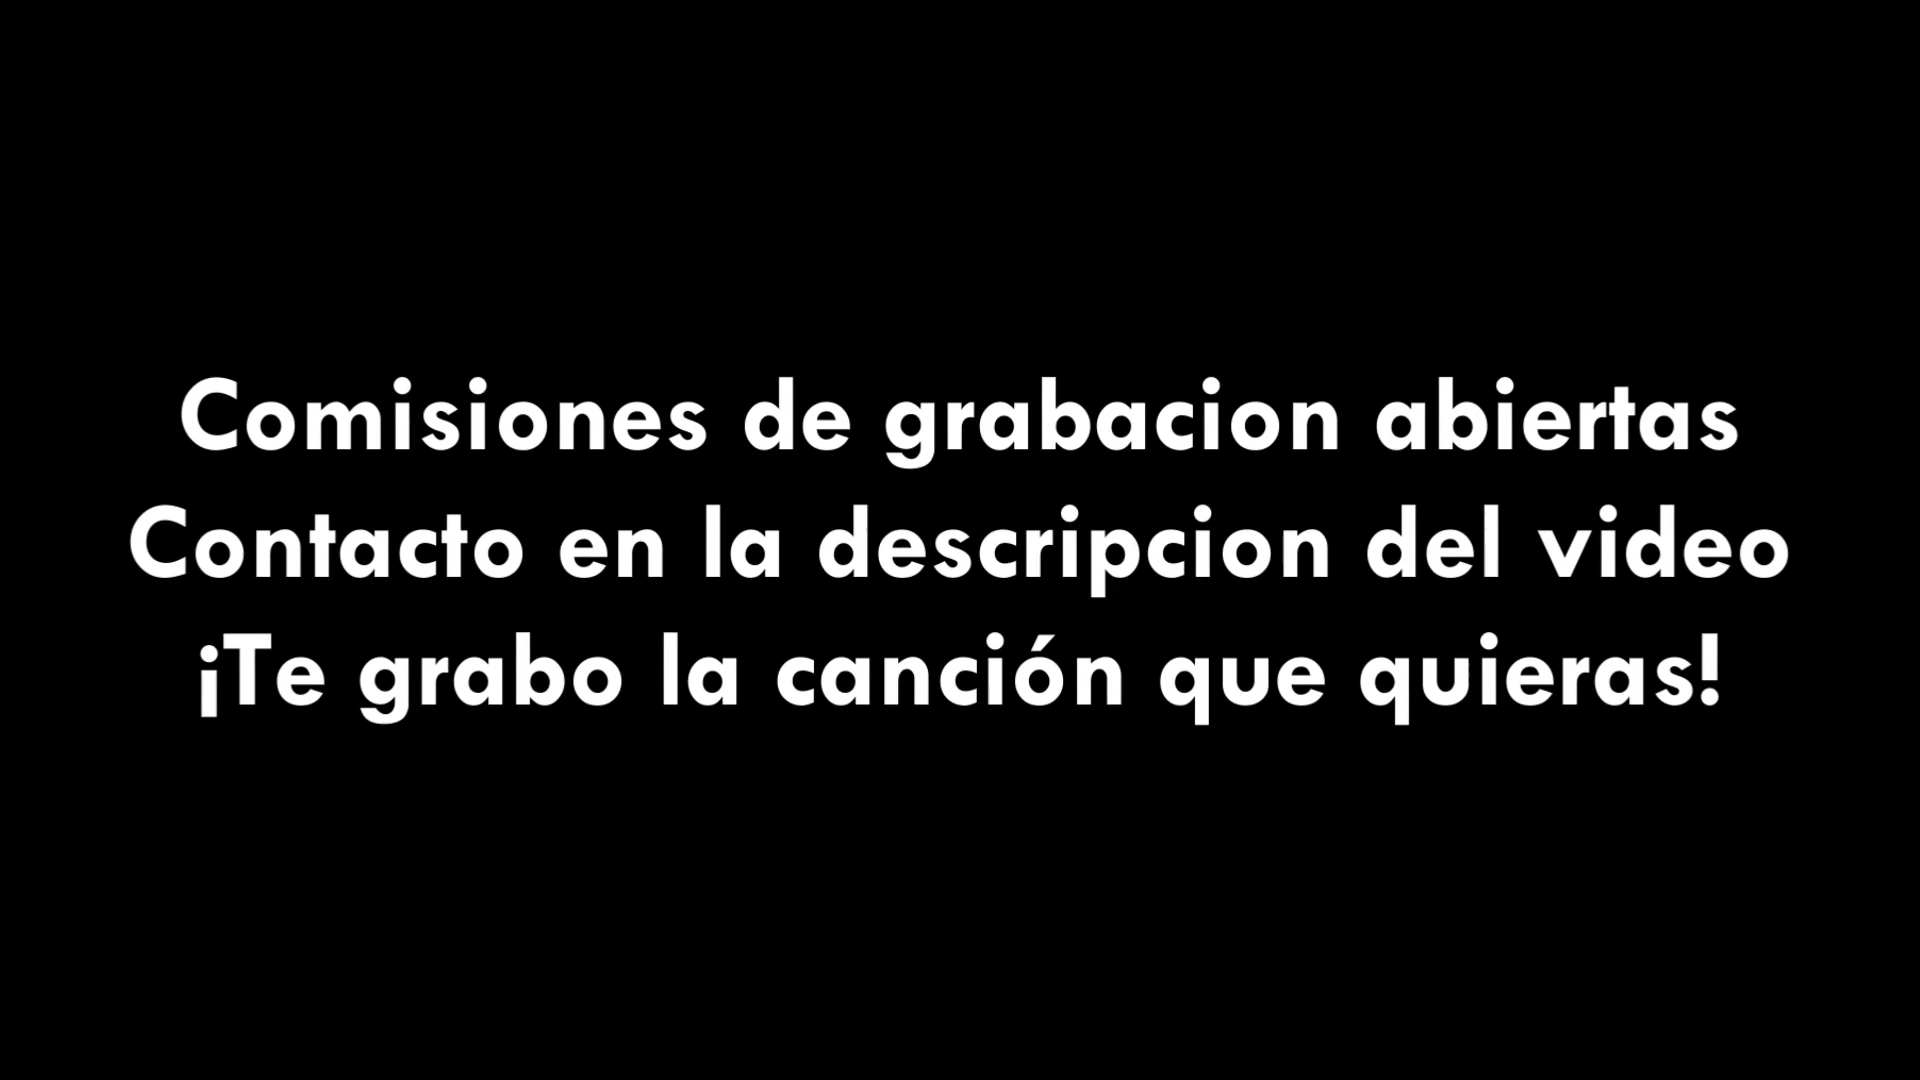 Comisiones de grabacion abiertas
Contacto en la descripcion del video
¡Te grabo la canción que quieras!